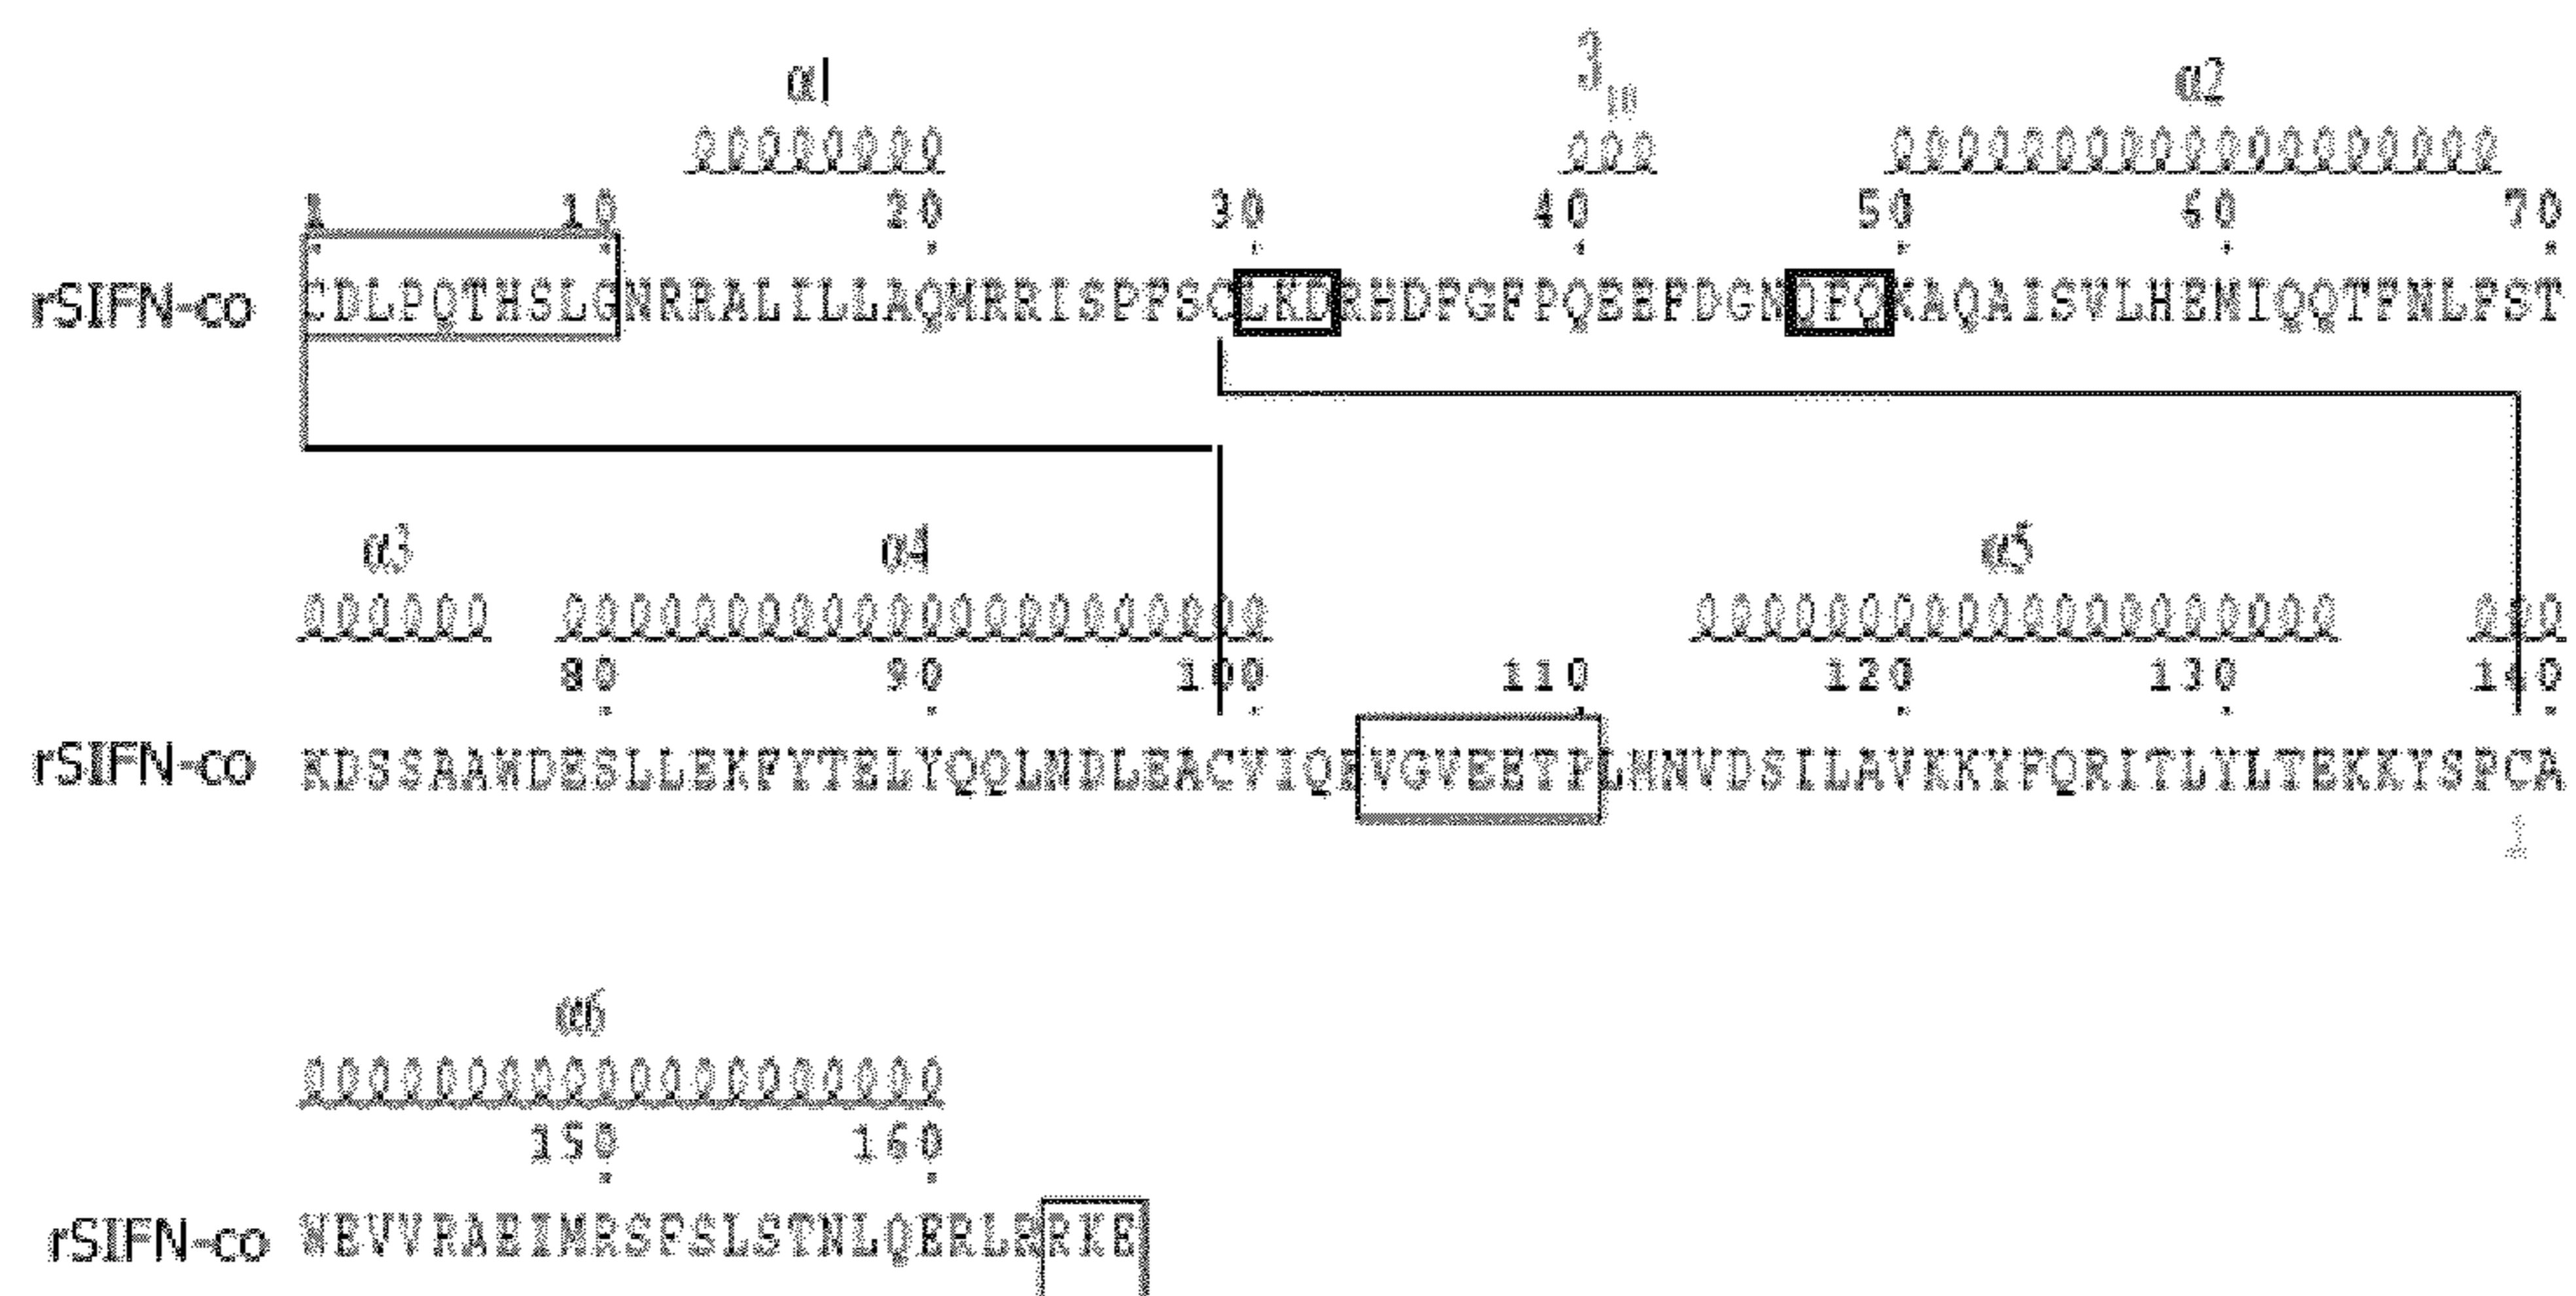 α1 3₁₀ α2
1 10 20 30 40 50 60 70
rSIFN-co CDLPQTHSLGNRRALILLAQMRRISPFSCLKDRHDFGFPQEEFDGNQFQKAQAISVLHEMIQQTFNLFST
α3 α4 α5
80 90 100 110 120 130 140
rSIFN-co KDSSAAWDESLLEKFYTELYQQLNDLEACVIQEVGVEETPLMNVDSILAVKKYFQRITLYLTEKKYSPCA
1
α6
150 160
rSIFN-co WEVVRAEIMRSFSLSTNLQERLRRKE